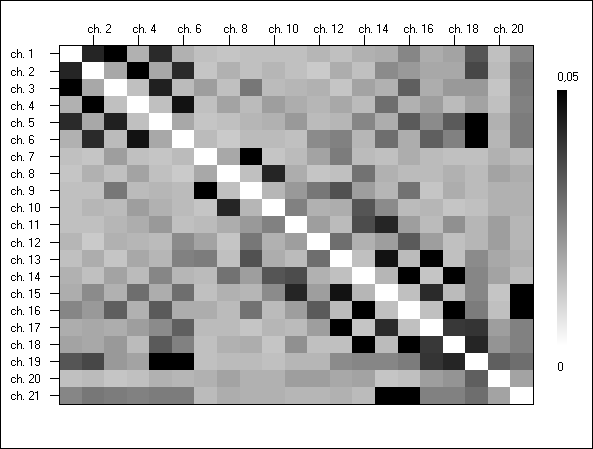 ch. 2 ch. 4 ch. 6 ch. 8 ch. 10 ch. 12 ch. 14 ch. 16 ch. 18 ch. 20
ch. 1
ch. 2
ch. 3
ch. 4
ch. 5
ch. 6
ch. 7
ch. 8
ch. 9
ch. 10
ch. 11
ch. 12
ch. 13
ch. 14
ch. 15
ch. 16
ch. 17
ch. 18
ch. 19
ch. 20
ch. 21
0,05
0